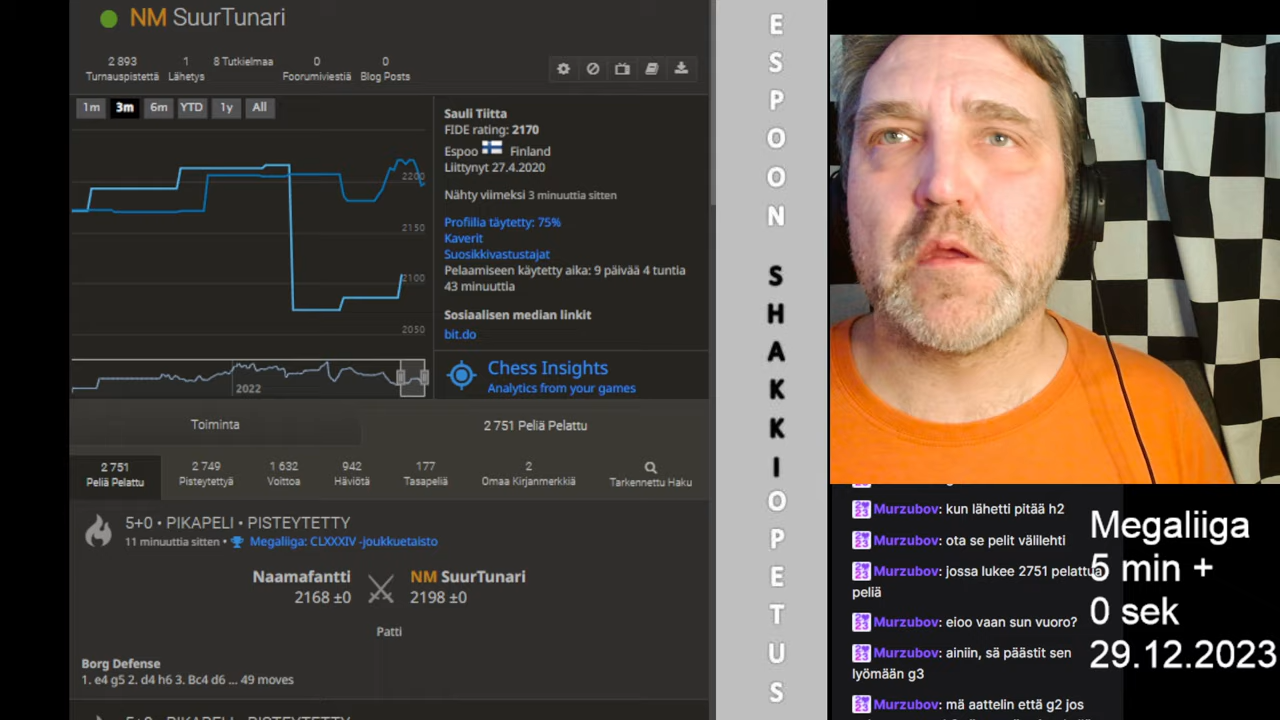 NM SuurTunari
2 893
Turnauspistettä
1
Lähetys
8 Tutkielmaa
0
Foorumiviestiä
0
Blog Posts
1m 3m 6m YTD 1y All
2200
2150
2100
2050
2022
Sauli Tiitta
FIDE rating: 2170
Espoo Finland
Liittynyt 27.4.2020
Nähty viimeksi 3 minuuttia sitten
Profiilia täytetty: 75%
Kaverit
Suosikkivastustajat
Pelaamiseen käytetty aika: 9 päivää 4 tuntia
43 minuuttia
Sosiaalisen median linkit
bit.do
Chess Insights
Analytics from your games
Toiminta
2 751 Peliä Pelattu
2 751
Peliä Pelattu
2 749
Pisteytettyä
1 632
Voittoa
942
Häviötä
177
Tasapeliä
2
Omaa Kirjanmerkkiä
Tarkennettu Haku
5+0 • PIKAPELI • PISTEYTETTY
11 minuuttia sitten • Megaliiga: CLXXXIV -joukkuetaisto
Naamafantti
2168 ±0
NM SuurTunari
2198 ±0
Patti
Borg Defense
1. e4 g5 2. d4 h6 3. Bc4 d6 ... 49 moves
ESPOON
SHAKKI
OPETUS
Murzubov: kun lähetti pitää h2
Murzubov: ota se pelit välilehti
Murzubov: jossa lukee 2751 pelattua
peliä
Murzubov: eioo vaan sun vuoro?
Murzubov: ainiin, sä päästit sen
lyömään g3
Murzubov: mä aattelin että g2 jos
Megaliiga
5 min +
0 sek
29.12.2023